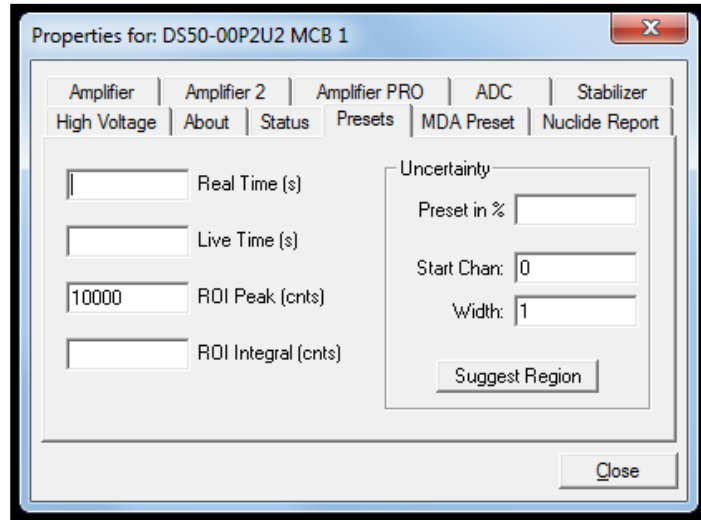 Properties for: DS50-00P2U2 MCB 1
Amplifier Amplifier 2 Amplifier PRO ADC Stabilizer
High Voltage About Status Presets MDA Preset Nuclide Report
Real Time (s)
Live Time (s)
10000 ROI Peak (cnts)
ROI Integral (cnts)
Uncertainty
Preset in %
Start Chan: 0
Width: 1
Suggest Region
Close